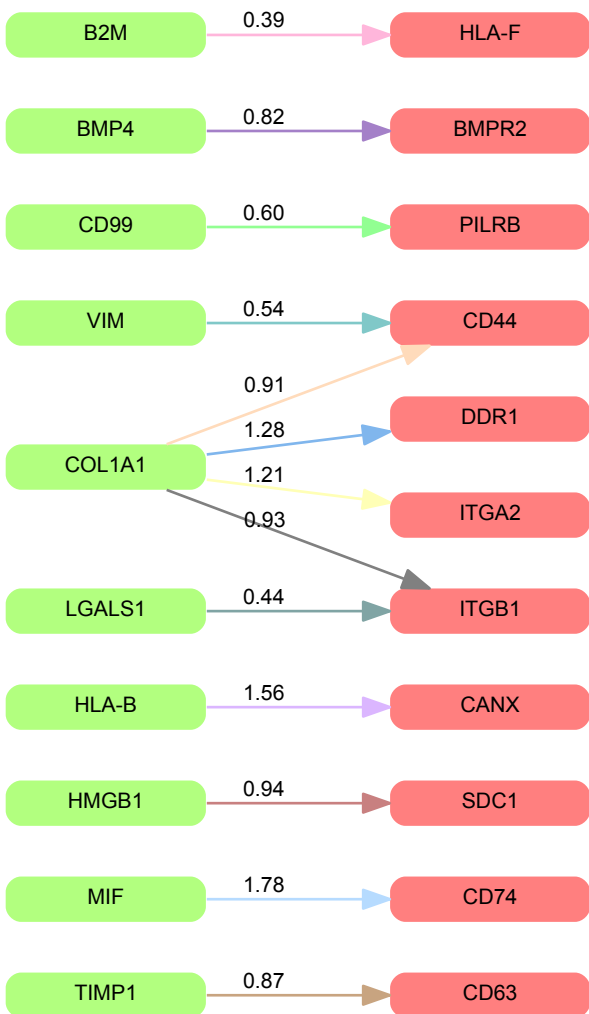 B2M 0.39 HLA-F
BMP4 0.82 BMPR2
CD99 0.60 PILRB
VIM 0.54 CD44
0.91
DDR1
1.28
COL1A1
1.21
ITGA2
0.93
LGALS1 0.44 ITGB1
HLA-B 1.56 CANX
HMGB1 0.94 SDC1
MIF 1.78 CD74
TIMP1 0.87 CD63